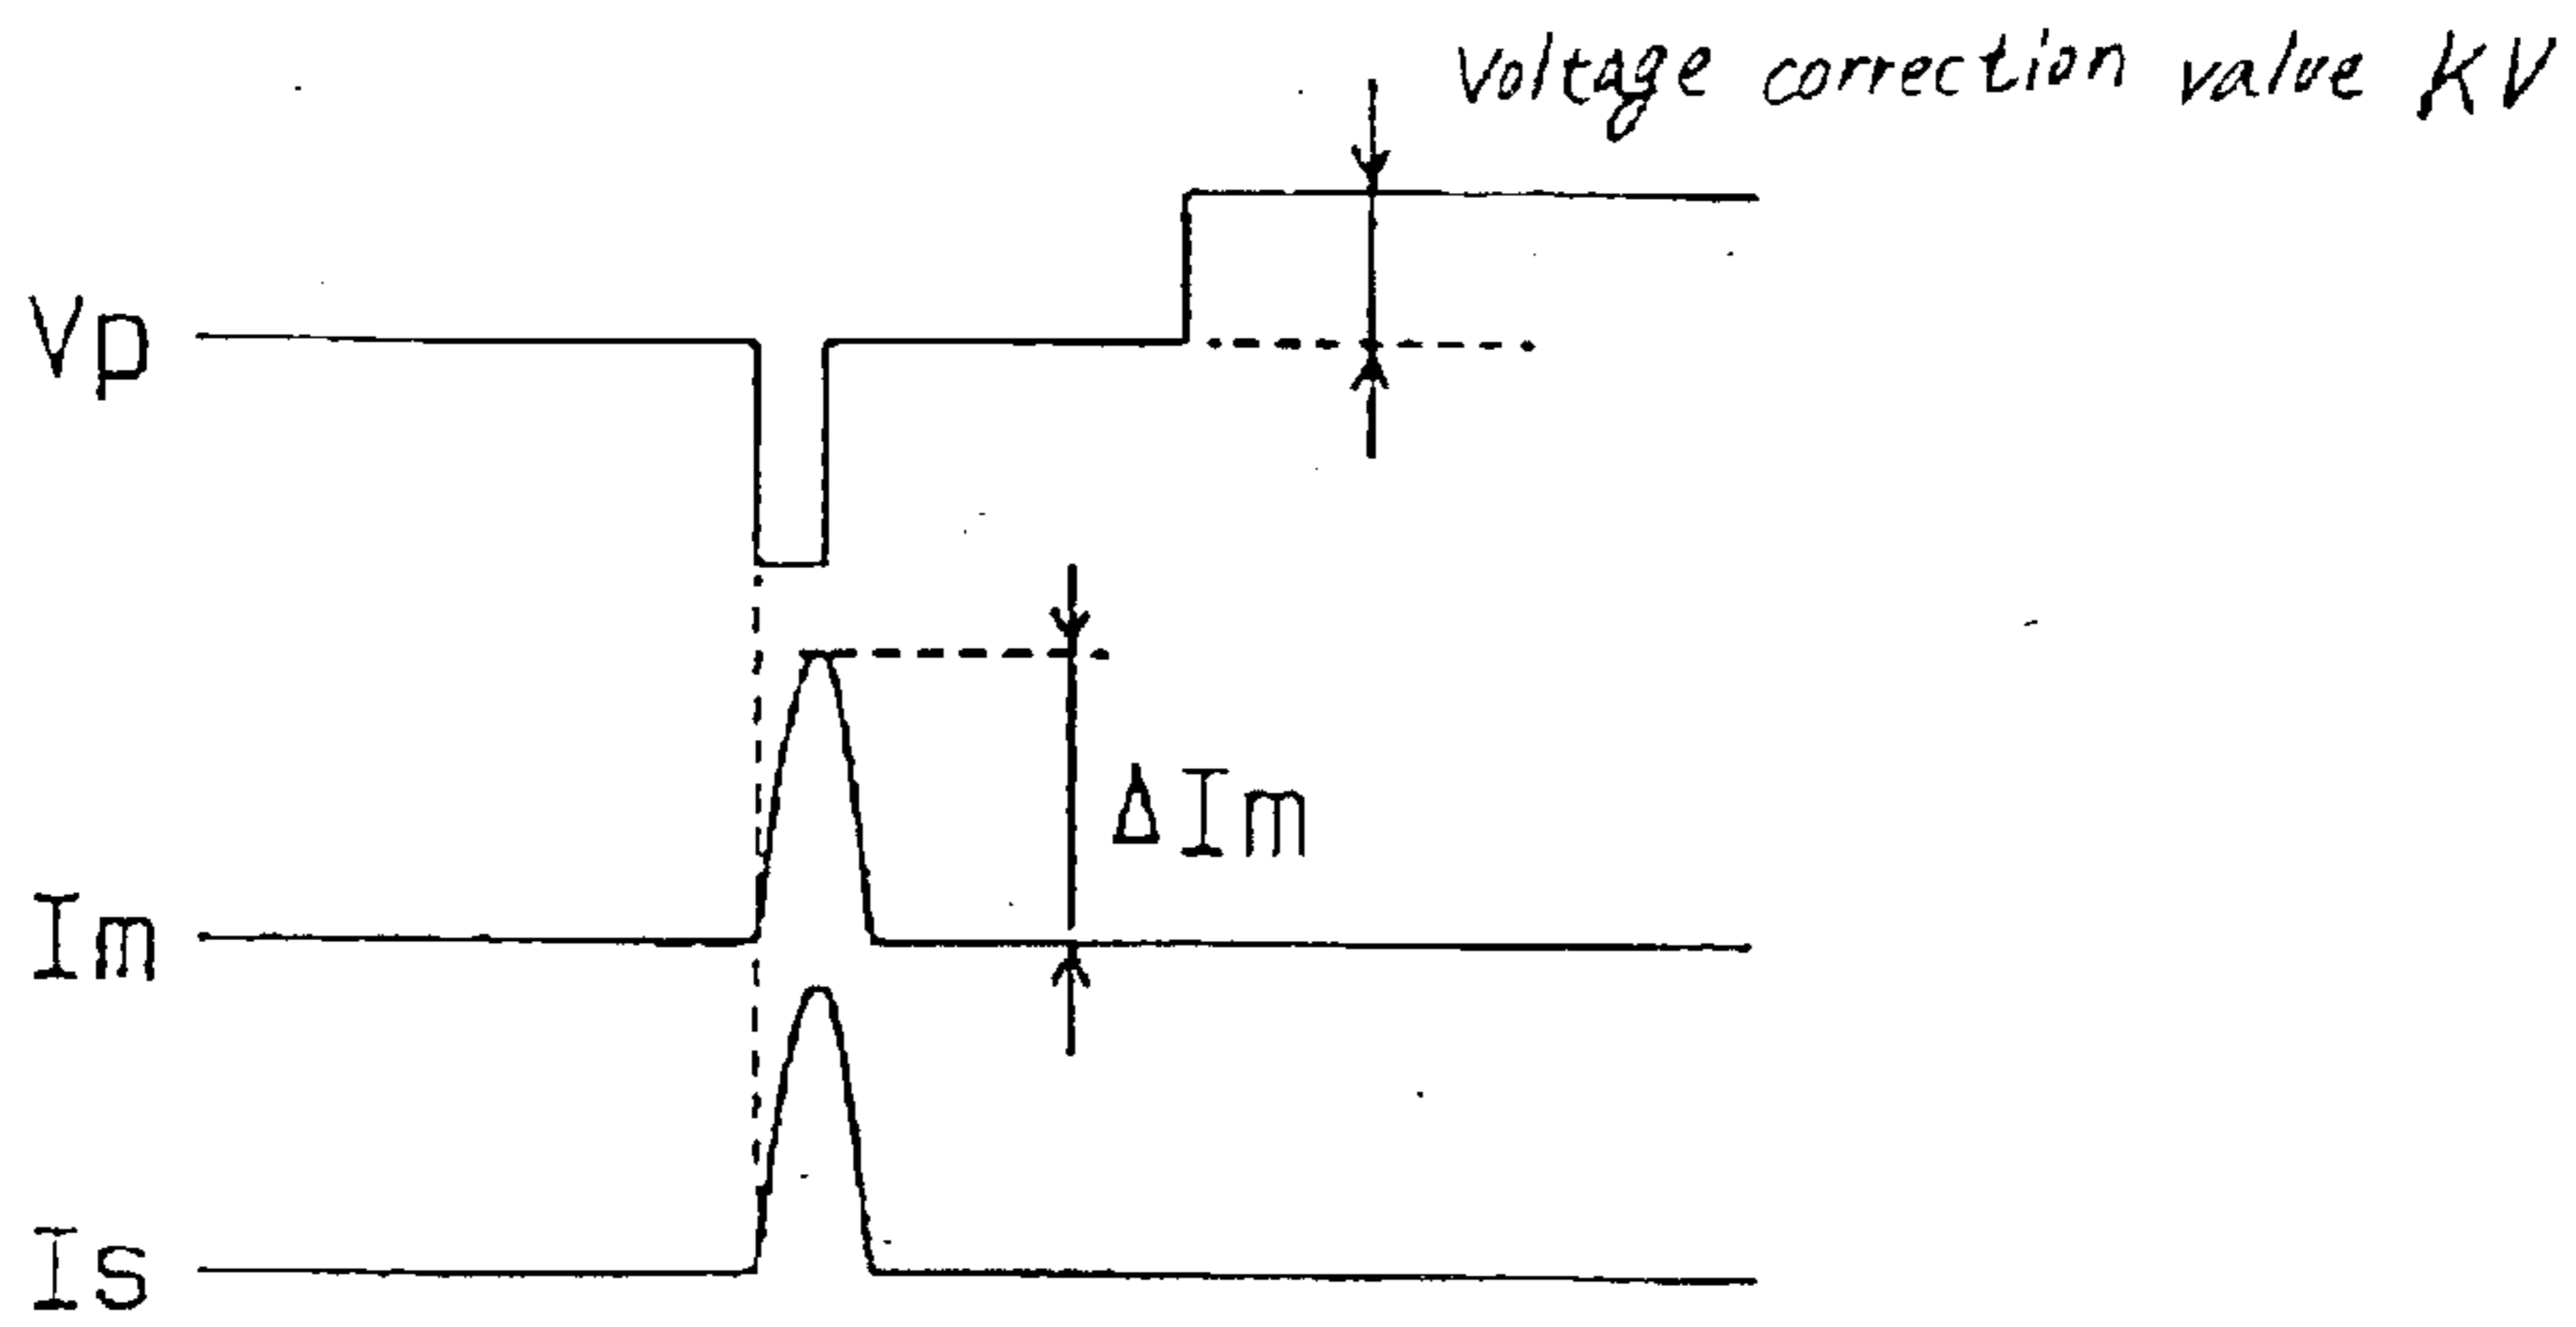 Voltage correction value KV
Vp
ΔIm
Im
Is